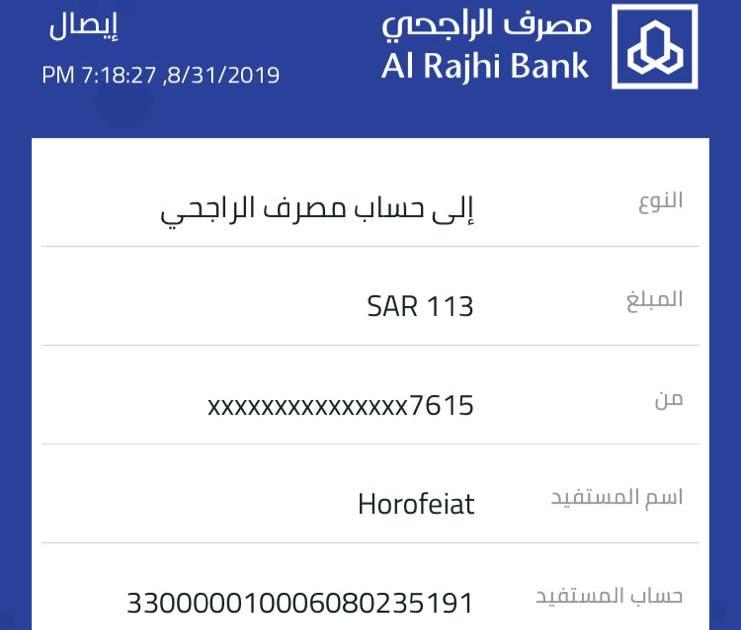 مصرف الراجحي
Al Rajhi Bank
إيصال
PM 7:18:27 ,8/31/2019
النوع
إلى حساب مصرف الراجحي
المبلغ
SAR 113
من
xxxxxxxxxxxxxxx7615
اسم المستفيد
Horofeiat
حساب المستفيد
330000010006080235191